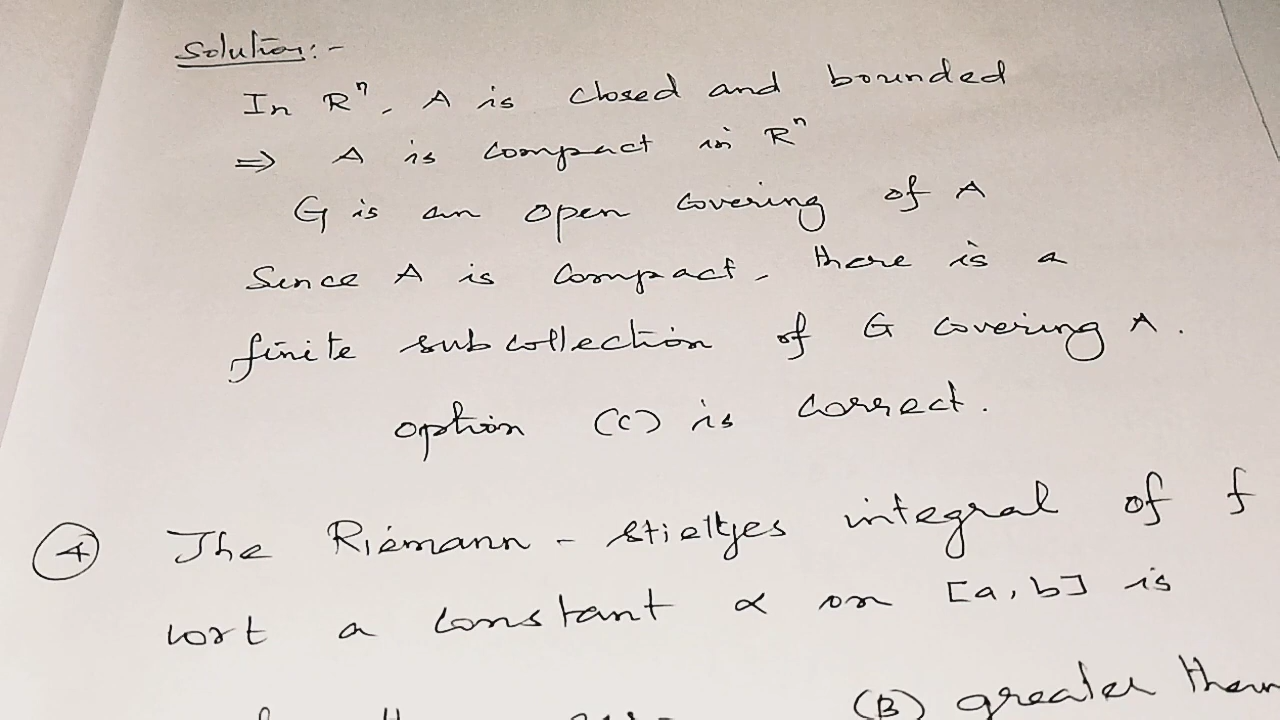 Solution:-
In Rⁿ, A is closed and bounded
⇒ A is compact in Rⁿ
G is an open covering of A
Since A is compact, there is a
finite subcollection of G covering A.
option (c) is correct.
④ The Riemann - stieltjes integral of f
wrt a constant α on [a, b] is
(B) greater than